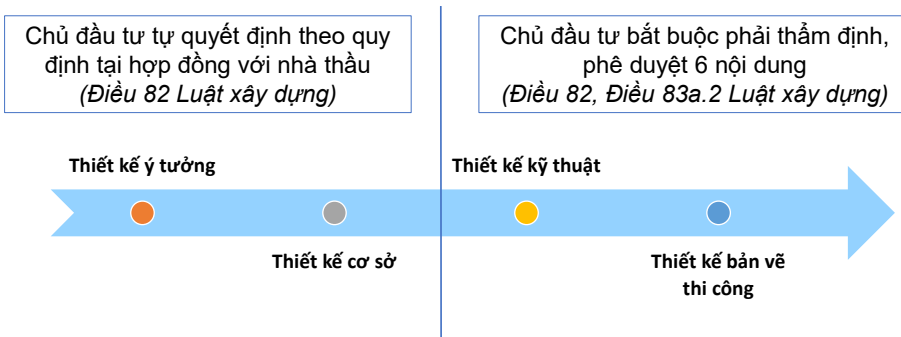 Chủ đầu tư tự quyết định theo quy
định tại hợp đồng với nhà thầu
(Điều 82 Luật xây dựng)
Chủ đầu tư bắt buộc phải thẩm định,
phê duyệt 6 nội dung
(Điều 82, Điều 83a.2 Luật xây dựng)
Thiết kế ý tưởng
Thiết kế kỹ thuật
Thiết kế cơ sở
Thiết kế bản vẽ
thi công